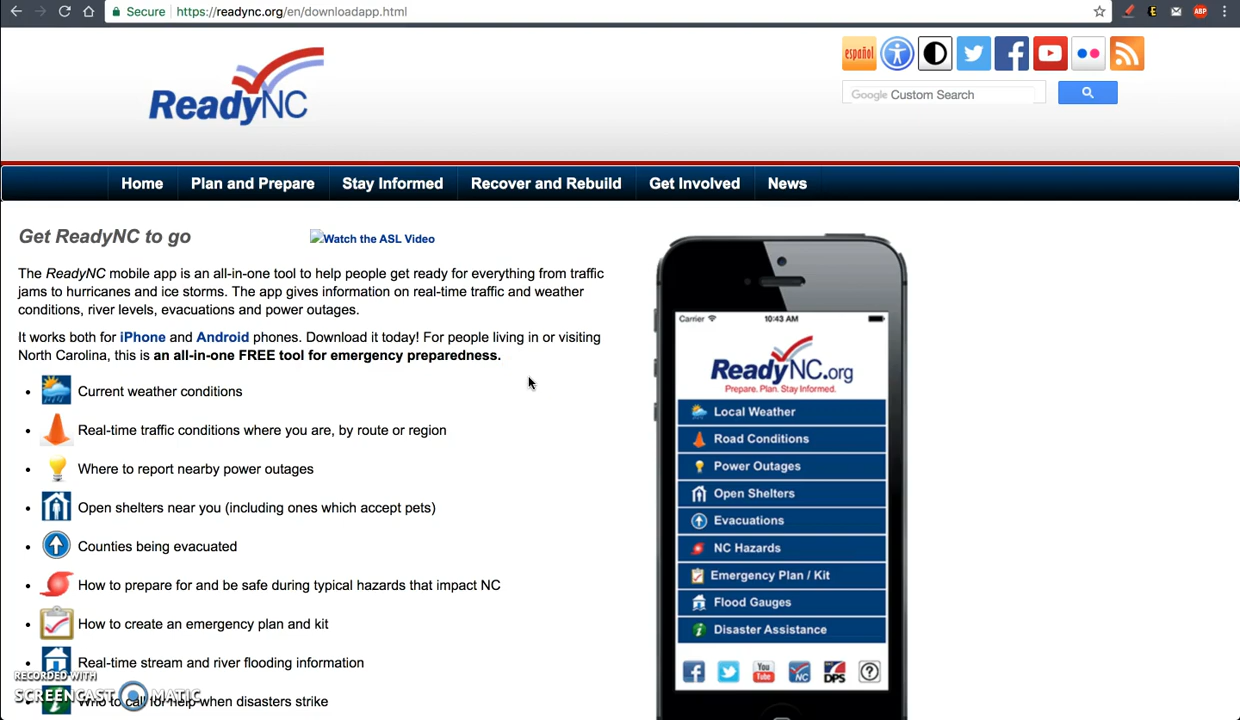 Secure https://readync.org/en/downloadapp.html
ABP
ReadyNC
español
Google Custom Search
Home Plan and Prepare Stay Informed Recover and Rebuild Get Involved News
Get ReadyNC to go
Watch the ASL Video
The ReadyNC mobile app is an all-in-one tool to help people get ready for everything from traffic
jams to hurricanes and ice storms. The app gives information on real-time traffic and weather
conditions, river levels, evacuations and power outages.
It works both for iPhone and Android phones. Download it today! For people living in or visiting
North Carolina, this is an all-in-one FREE tool for emergency preparedness.
Current weather conditions
Real-time traffic conditions where you are, by route or region
Where to report nearby power outages
Open shelters near you (including ones which accept pets)
Counties being evacuated
How to prepare for and be safe during typical hazards that impact NC
How to create an emergency plan and kit
Real-time stream and river flooding information
Who to call for help when disasters strike
RECORDED WITH
SCREENCAST MATIC
Carrier 10:43 AM
ReadyNC.org
Prepare. Plan. Stay Informed.
Local Weather
Road Conditions
Power Outages
Open Shelters
Evacuations
NC Hazards
Emergency Plan / Kit
Flood Gauges
Disaster Assistance
You Tube NC DPS ?